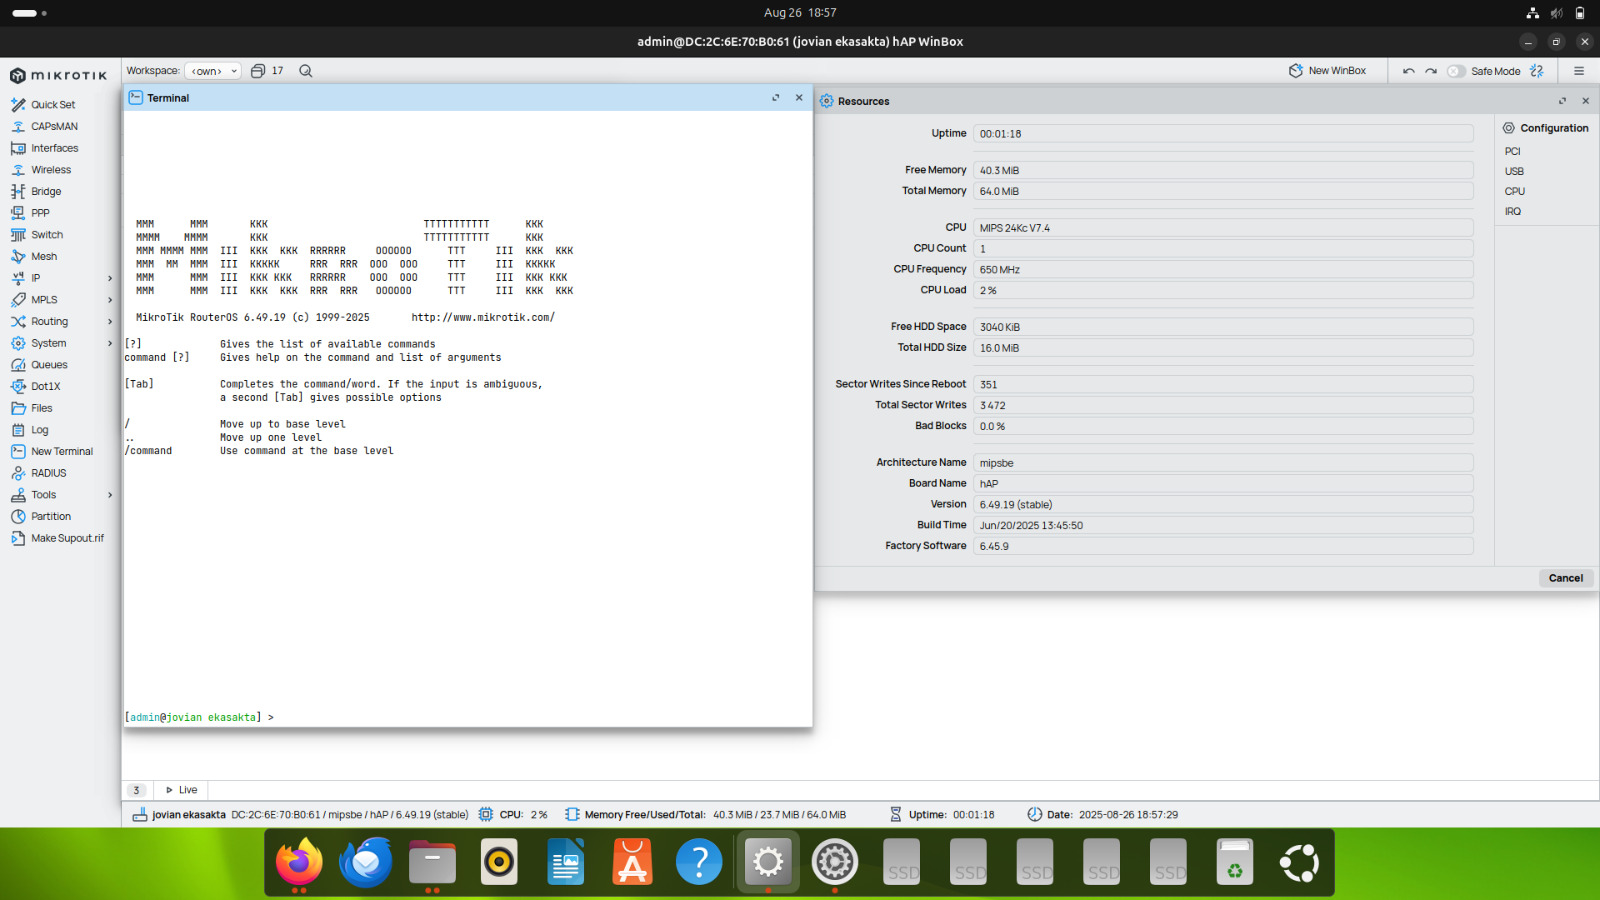 Aug 26 18:57
admin@DC:2C:6E:70:B0:61 (jovian ekasakta) hAP WinBox
MIKROTIK
Workspace: <own> 17
New WinBox
Safe Mode
Quick Set
CAPsMAN
Interfaces
Wireless
Bridge
PPP
Switch
Mesh
IP
MPLS
Routing
System
Queues
Dot1X
Files
Log
New Terminal
RADIUS
Tools
Partition
Make Supout.rif
Terminal
MMM      MMM       KKK                          TTTTTTTTTTT      KKK
MMMM    MMMM       KKK                          TTTTTTTTTTT      KKK
MMM MMMM MMM  III  KKK  KKK  RRRRRR     OOOOOO      TTT     III  KKK  KKK
MMM  MM  MMM  III  KKKKK     RRR  RRR  OOO  OOO     TTT     III  KKKKK
MMM      MMM  III  KKK KKK   RRRRRR    OOO  OOO     TTT     III  KKK KKK
MMM      MMM  III  KKK  KKK  RRR  RRR   OOOOOO      TTT     III  KKK  KKK
MikroTik RouterOS 6.49.19 (c) 1999-2025       http://www.mikrotik.com/
[?]             Gives the list of available commands
command [?]     Gives help on the command and list of arguments
[Tab]           Completes the command/word. If the input is ambiguous,
a second [Tab] gives possible options
/               Move up to base level
..              Move up one level
/command        Use command at the base level
[admin@jovian ekasakta] >
Resources
Uptime 00:01:18
Free Memory 40.3 MiB
Total Memory 64.0 MiB
CPU MIPS 24Kc V7.4
CPU Count 1
CPU Frequency 650 MHz
CPU Load 2 %
Free HDD Space 3040 KiB
Total HDD Size 16.0 MiB
Sector Writes Since Reboot 351
Total Sector Writes 3 472
Bad Blocks 0.0 %
Architecture Name mipsbe
Board Name hAP
Version 6.49.19 (stable)
Build Time Jun/20/2025 13:45:50
Factory Software 6.45.9
Configuration
PCI
USB
CPU
IRQ
Cancel
3 Live
jovian ekasakta DC:2C:6E:70:B0:61 / mipsbe / hAP / 6.49.19 (stable) CPU: 2 % Memory Free/Used/Total: 40.3 MiB / 23.7 MiB / 64.0 MiB Uptime: 00:01:18 Date: 2025-08-26 18:57:29
? SSD SSD SSD SSD SSD